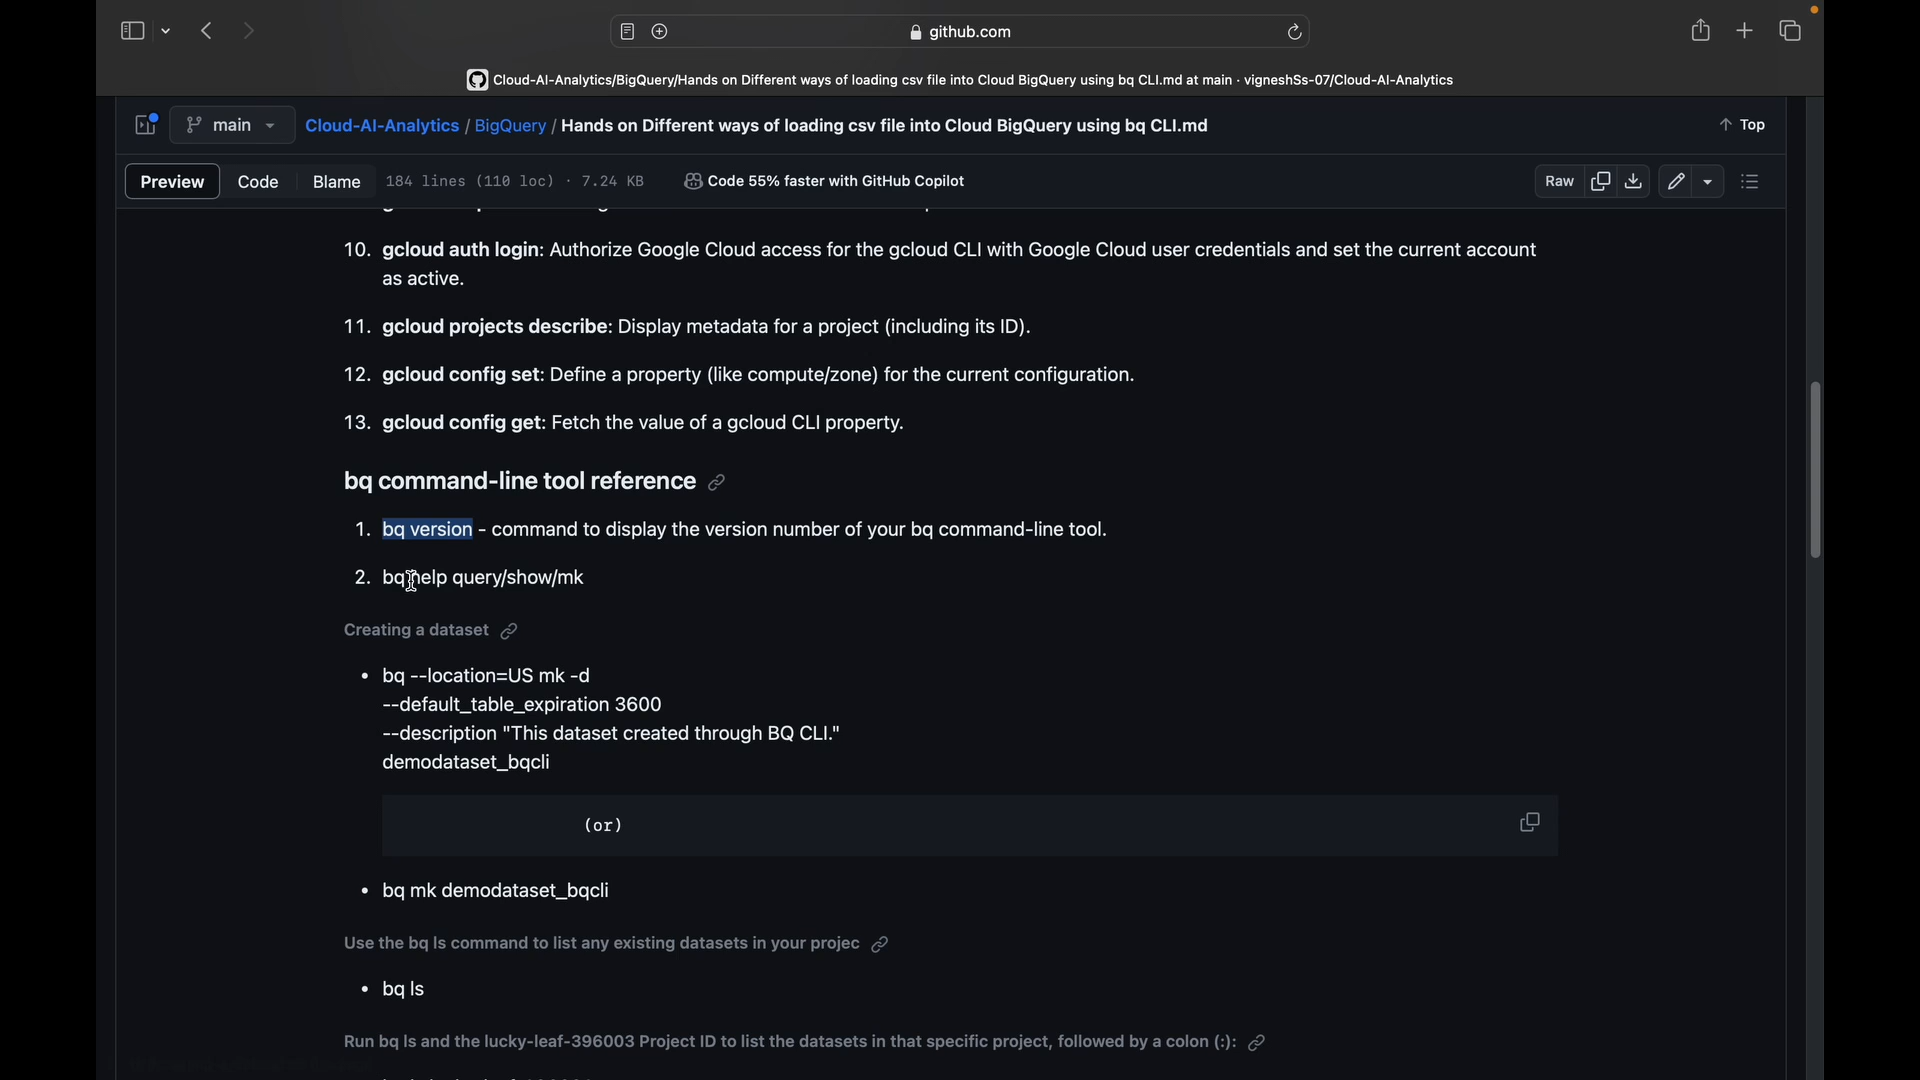 github.com
Cloud-AI-Analytics/BigQuery/Hands on Different ways of loading csv file into Cloud BigQuery using bq CLI.md at main · vigneshSs-07/Cloud-AI-Analytics
main Cloud-AI-Analytics / BigQuery / Hands on Different ways of loading csv file into Cloud BigQuery using bq CLI.md Top
Preview Code Blame 184 lines (110 loc) · 7.24 KB Code 55% faster with GitHub Copilot Raw
10. gcloud auth login: Authorize Google Cloud access for the gcloud CLI with Google Cloud user credentials and set the current account
as active.
11. gcloud projects describe: Display metadata for a project (including its ID).
12. gcloud config set: Define a property (like compute/zone) for the current configuration.
13. gcloud config get: Fetch the value of a gcloud CLI property.
bq command-line tool reference
1. bq version - command to display the version number of your bq command-line tool.
2. bq help query/show/mk
Creating a dataset
• bq --location=US mk -d
--default_table_expiration 3600
--description "This dataset created through BQ CLI."
demodataset_bqcli
(or)
• bq mk demodataset_bqcli
Use the bq ls command to list any existing datasets in your projec
• bq ls
Run bq ls and the lucky-leaf-396003 Project ID to list the datasets in that specific project, followed by a colon (:):